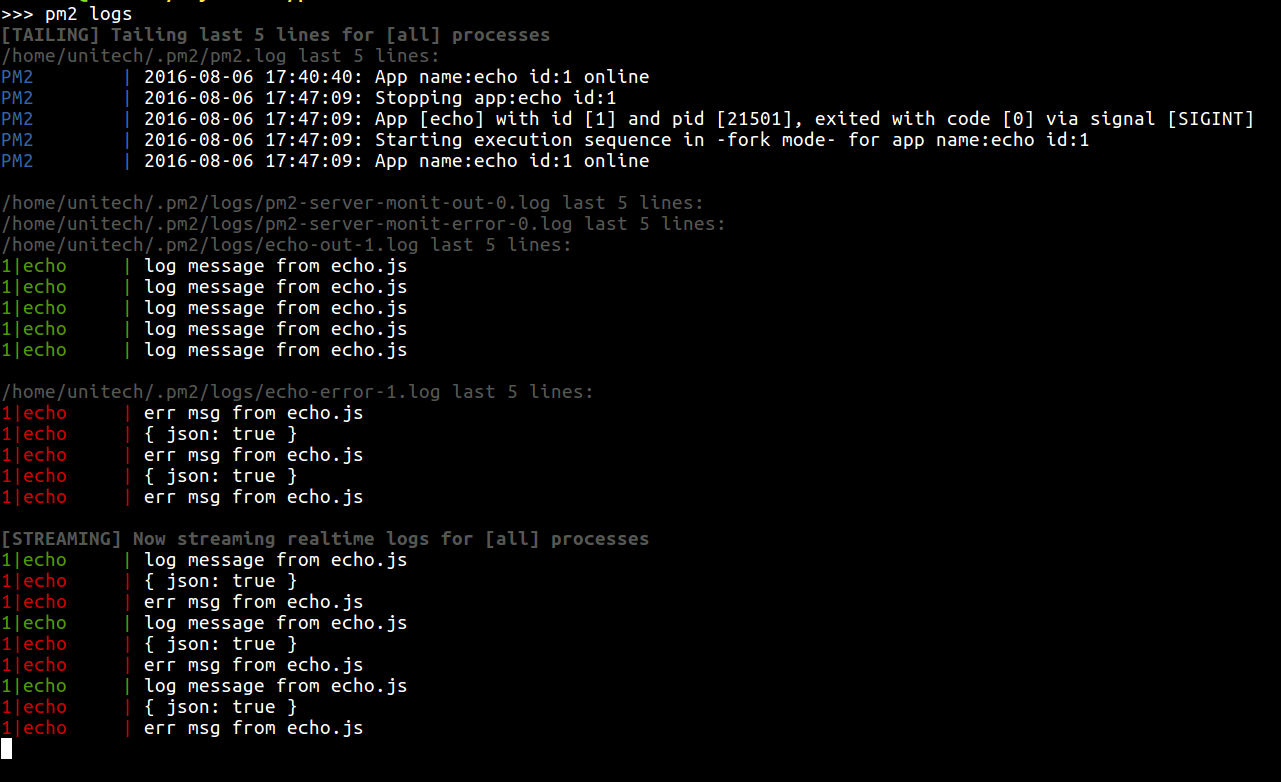 >>> pm2 logs
[TAILING] Tailing last 5 lines for [all] processes
/home/unitech/.pm2/pm2.log last 5 lines:
PM2        | 2016-08-06 17:40:40: App name:echo id:1 online
PM2        | 2016-08-06 17:47:09: Stopping app:echo id:1
PM2        | 2016-08-06 17:47:09: App [echo] with id [1] and pid [21501], exited with code [0] via signal [SIGINT]
PM2        | 2016-08-06 17:47:09: Starting execution sequence in -fork mode- for app name:echo id:1
PM2        | 2016-08-06 17:47:09: App name:echo id:1 online

/home/unitech/.pm2/logs/pm2-server-monit-out-0.log last 5 lines:
/home/unitech/.pm2/logs/pm2-server-monit-error-0.log last 5 lines:
/home/unitech/.pm2/logs/echo-out-1.log last 5 lines:
1|echo     | log message from echo.js
1|echo     | log message from echo.js
1|echo     | log message from echo.js
1|echo     | log message from echo.js
1|echo     | log message from echo.js

/home/unitech/.pm2/logs/echo-error-1.log last 5 lines:
1|echo     | err msg from echo.js
1|echo     | { json: true }
1|echo     | err msg from echo.js
1|echo     | { json: true }
1|echo     | err msg from echo.js

[STREAMING] Now streaming realtime logs for [all] processes
1|echo     | log message from echo.js
1|echo     | { json: true }
1|echo     | err msg from echo.js
1|echo     | log message from echo.js
1|echo     | { json: true }
1|echo     | err msg from echo.js
1|echo     | log message from echo.js
1|echo     | { json: true }
1|echo     | err msg from echo.js